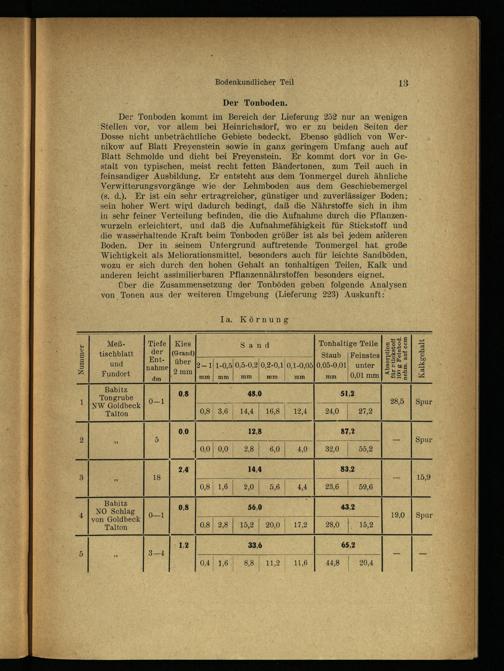 Bodenkundlicher Teil 13
Der Tonboden.
Der Tonboden kommt im Bereich der Lieferung 252 nur an wenigen
Stellen vor, vor allem bei Heinrichsdorf, wo er zu beiden Seiten der
Dosse nicht unbeträchtliche Gebiete bedeckt. Ebenso südlich von Wer-
nikow auf Blatt Freyenstein sowie in ganz geringem Umfang auch auf
Blatt Schmolde und dicht bei Freyenstein. Er kommt dort vor in Ge-
stalt von typischen, meist recht fetten Bändertonen, zum Teil auch in
feinsandiger Ausbildung. Er entsteht aus dem Tonmergel durch ähnliche
Verwitterungsvorgänge wie der Lehmboden aus dem Geschiebemergel
(s. d.). Er ist ein sehr ertragreicher, günstiger und zuverlässiger Boden;
sein hoher Wert wird dadurch bedingt, daß die Nährstoffe sich in ihm
in sehr feiner Verteilung befinden, die die Aufnahme durch die Pflanzen-
wurzeln erleichtert, und daß die Aufnahmefähigkeit für Stickstoff und
die wasserhaltende Kraft beim Tonboden größer ist als bei jedem anderen
Boden. Der in seinem Untergrund auftretende Tonmergel hat große
Wichtigkeit als Meliorationsmittel, besonders auch für leichte Sandböden,
wozu er sich durch den hohen Gehalt an tonhaltigen Teilen, Kalk und
anderen leicht assimilierbaren Pflanzennährstoffen besonders eignet.
Über die Zusammensetzung der Tonböden geben folgende Analysen
von Tonen aus der weiteren Umgebung (Lieferung 223) Auskunft:
Ia. Körnung
Nummer
Meß-
tischblatt
und
Fundort
Tiefe
der
Ent-
nahme
dm
Kies
(Grand)
über
2 mm
Sand
2—1 1-0,5 0,5-0,2 0,2-0,1 0,1-0,05
mm mm mm mm mm
Tonhaltige Teile
Staub Feinstes
0,05-0,01 unter
mm 0,01 mm
Absorption
für Stickstoff
100 g Feinbod.
nehm. auf ccm
Kalkgehalt
Babitz
Tongrube
NW Goldbeck
Talton
1 0—1 0.8 48.0 51.2 28,5 Spur
0,8 3,6 14,4 16,8 12,4 24,0 27,2
2 „ 5 0.0 12.8 87.2 — Spur
0,0 0,0 2,8 6,0 4,0 32,0 55,2
3 „ 18 2.4 14.4 83.2 — 15,9
0,8 1,6 2,0 5,6 4,4 23,6 59,6
Babitz
NO Schlag
von Goldbeck
Talton
4 0—1 0.8 56.0 43.2 19,0 Spur
0,8 2,8 15,2 20,0 17,2 28,0 15,2
5 „ 3—4 1.2 33.6 65.2 — —
0,4 1,6 8,8 11,2 11,6 44,8 20,4